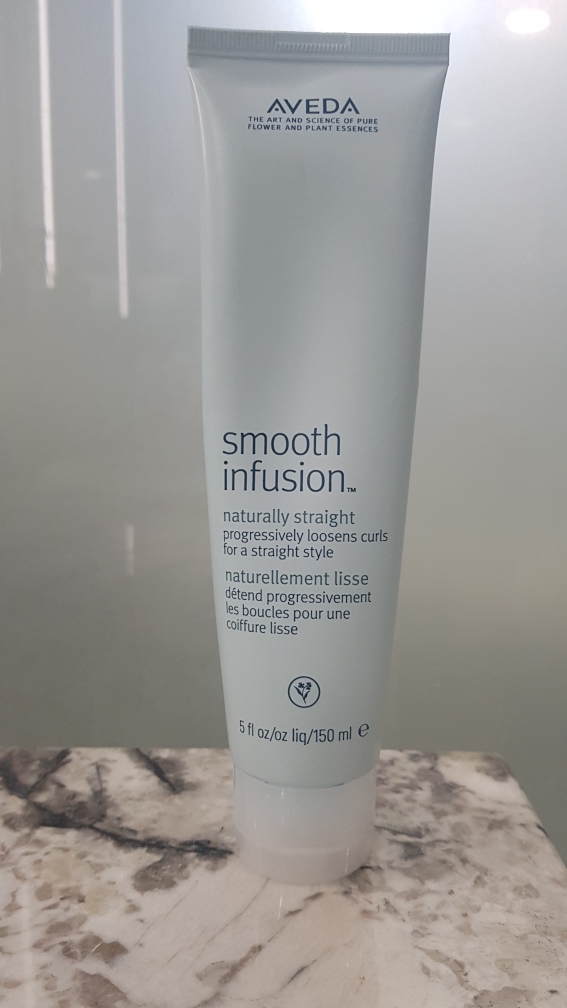 AVEDA
THE ART AND SCIENCE OF PURE
FLOWER AND PLANT ESSENCES
smooth
infusion™
naturally straight
progressively loosens curls
for a straight style
naturellement lisse
détend progressivement
les boucles pour une
coiffure lisse
5 fl oz/oz liq/150 ml ℮